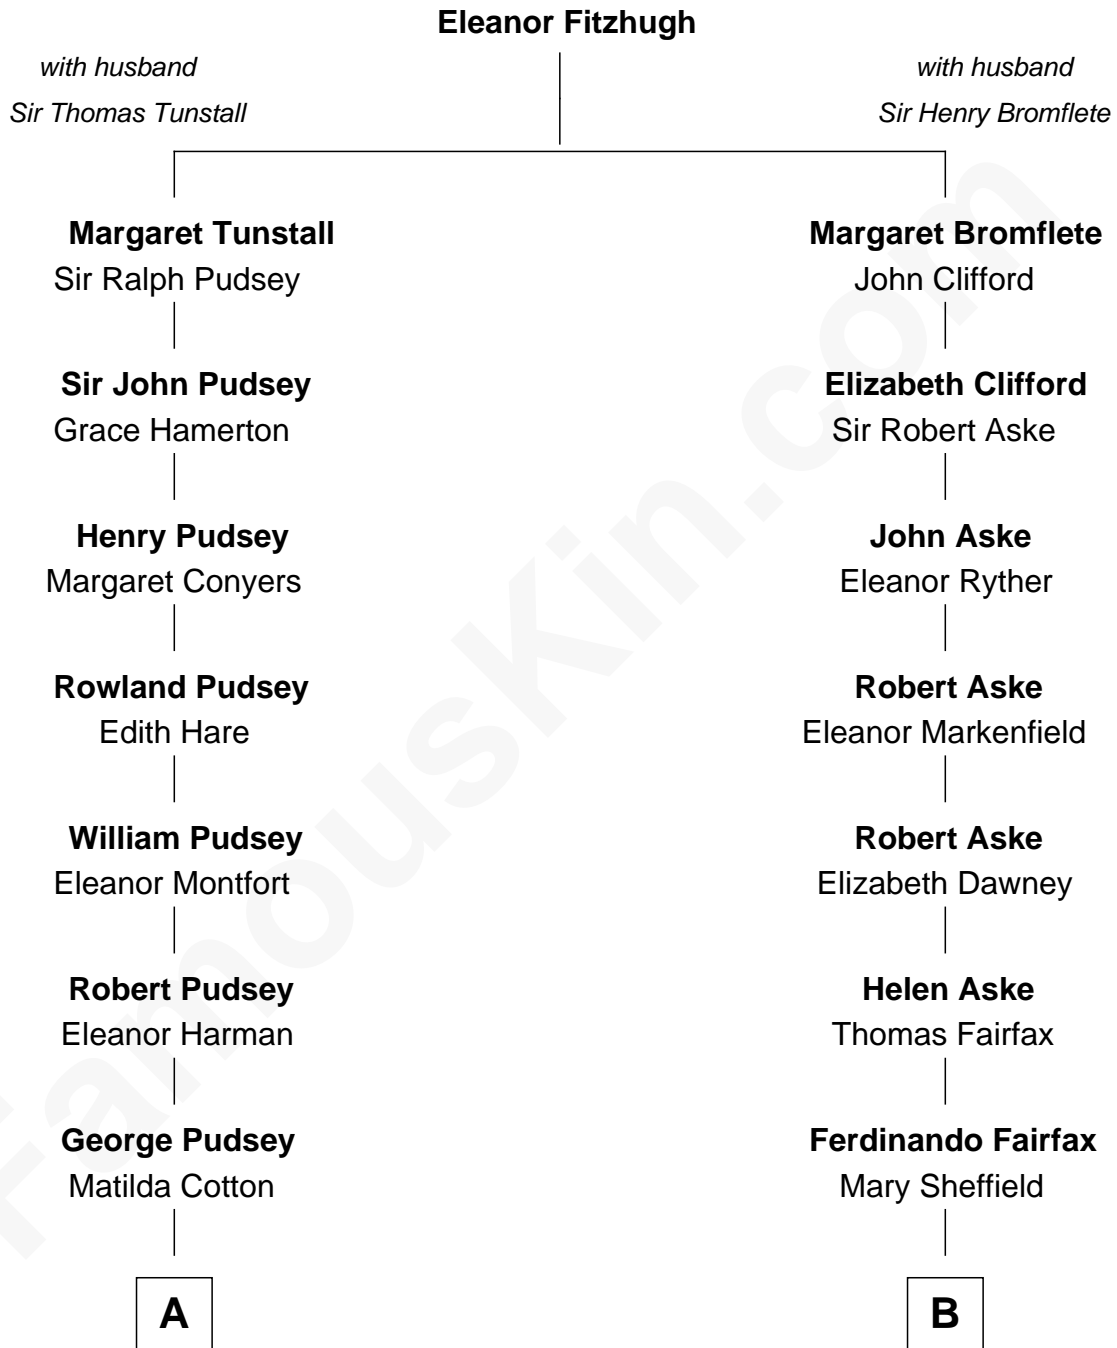 Eleanor Fitzhugh
with husband
Sir Thomas Tunstall
with husband
Sir Henry Bromflete
Margaret Tunstall
Sir Ralph Pudsey
Margaret Bromflete
John Clifford
Sir John Pudsey
Grace Hamerton
Elizabeth Clifford
Sir Robert Aske
Henry Pudsey
Margaret Conyers
John Aske
Eleanor Ryther
Rowland Pudsey
Edith Hare
Robert Aske
Eleanor Markenfield
William Pudsey
Eleanor Montfort
Robert Aske
Elizabeth Dawney
Robert Pudsey
Eleanor Harman
Helen Aske
Thomas Fairfax
George Pudsey
Matilda Cotton
Ferdinando Fairfax
Mary Sheffield
A
B
FamousKin.com